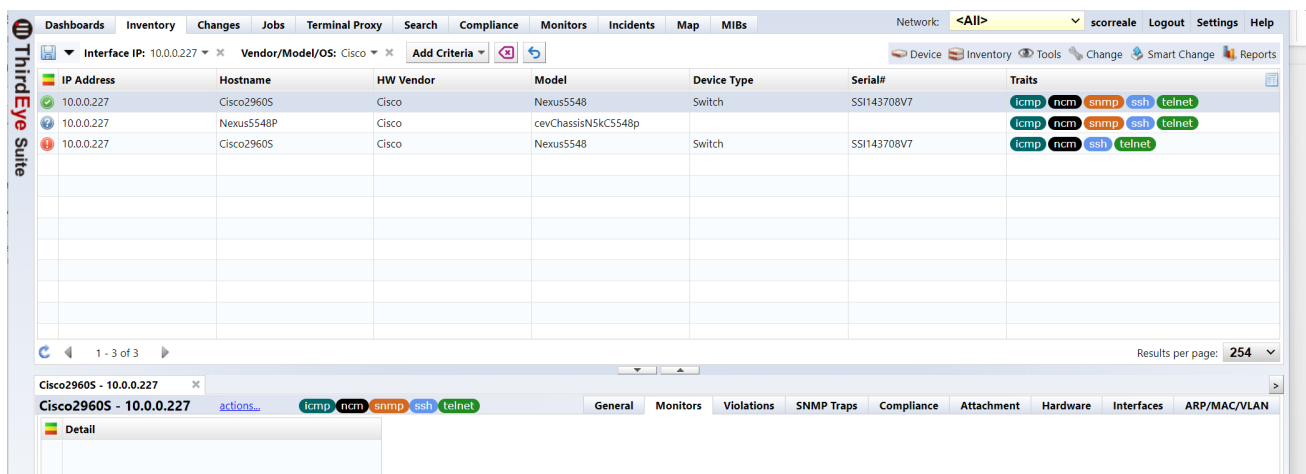 Dashboards Inventory Changes Jobs Terminal Proxy Search Compliance Monitors Incidents Map MIBs Network: <All> scorreale Logout Settings Help
ThirdEye Suite
Interface IP: 10.0.0.227 Vendor/Model/OS: Cisco Add Criteria Device Inventory Tools Change Smart Change Reports
IP Address Hostname HW Vendor Model Device Type Serial# Traits
10.0.0.227 Cisco2960S Cisco Nexus5548 Switch SSI143708V7 icmp ncm snmp ssh telnet
10.0.0.227 Nexus5548P Cisco cevChassisN5kC5548p icmp ncm snmp ssh telnet
10.0.0.227 Cisco2960S Cisco Nexus5548 Switch SSI143708V7 icmp ncm ssh telnet
1 - 3 of 3 Results per page: 254
Cisco2960S - 10.0.0.227
Cisco2960S - 10.0.0.227 actions... icmp ncm snmp ssh telnet General Monitors Violations SNMP Traps Compliance Attachment Hardware Interfaces ARP/MAC/VLAN
Detail